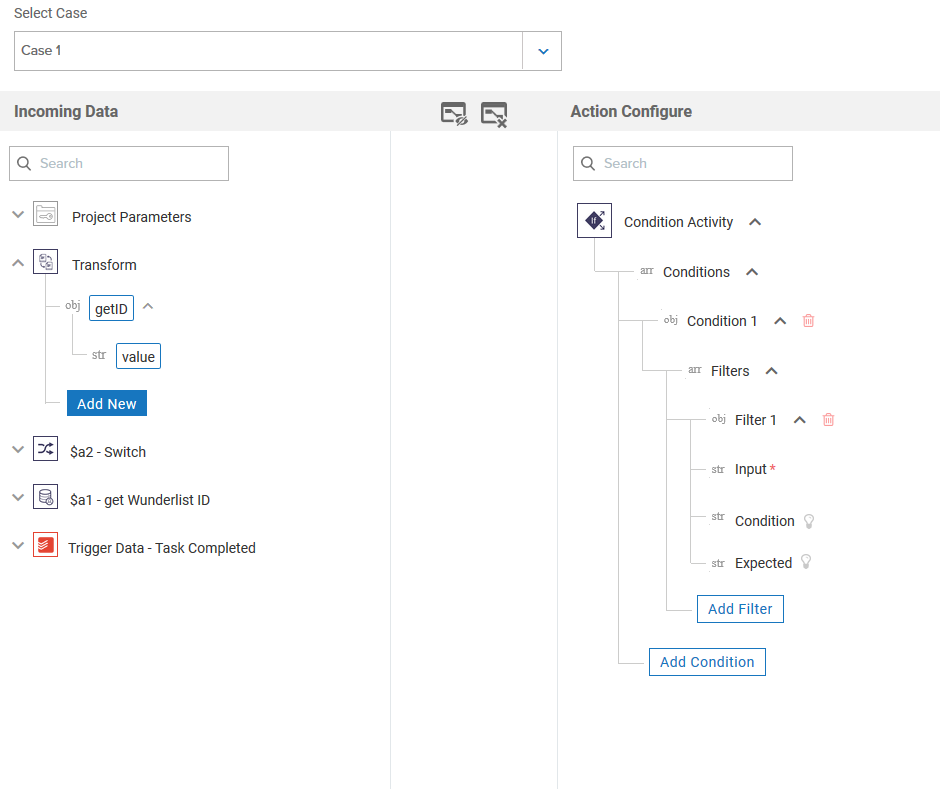 Select Case
Case 1
Incoming Data
Action Configure
Search
Search
Project Parameters
If
Condition Activity
Transform
arr Conditions
obj getID
obj Condition 1
str value
arr Filters
Add New
obj Filter 1
$a2 - Switch
str Input*
$a1 - get Wunderlist ID
str Condition
Trigger Data - Task Completed
str Expected
Add Filter
Add Condition